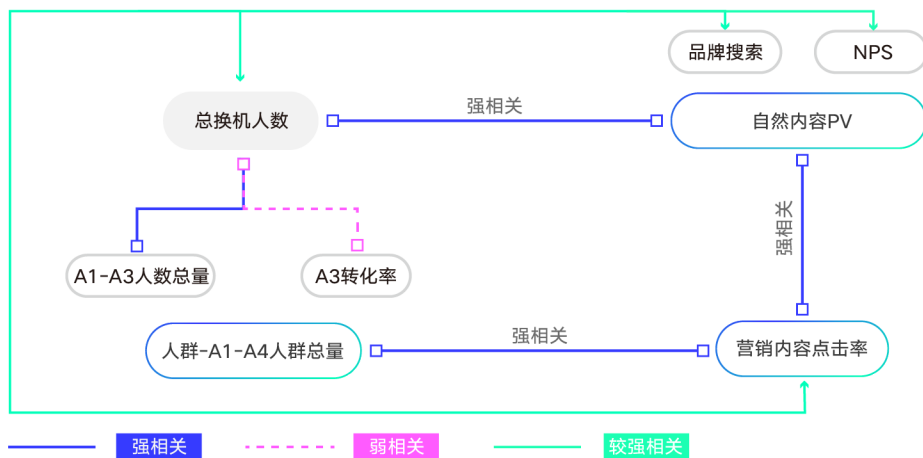 品牌搜索
NPS
总换机人数
强相关
自然内容PV
强相关
A1-A3人数总量
A3转化率
人群-A1-A4人群总量
强相关
营销内容点击率
强相关
弱相关
较强相关